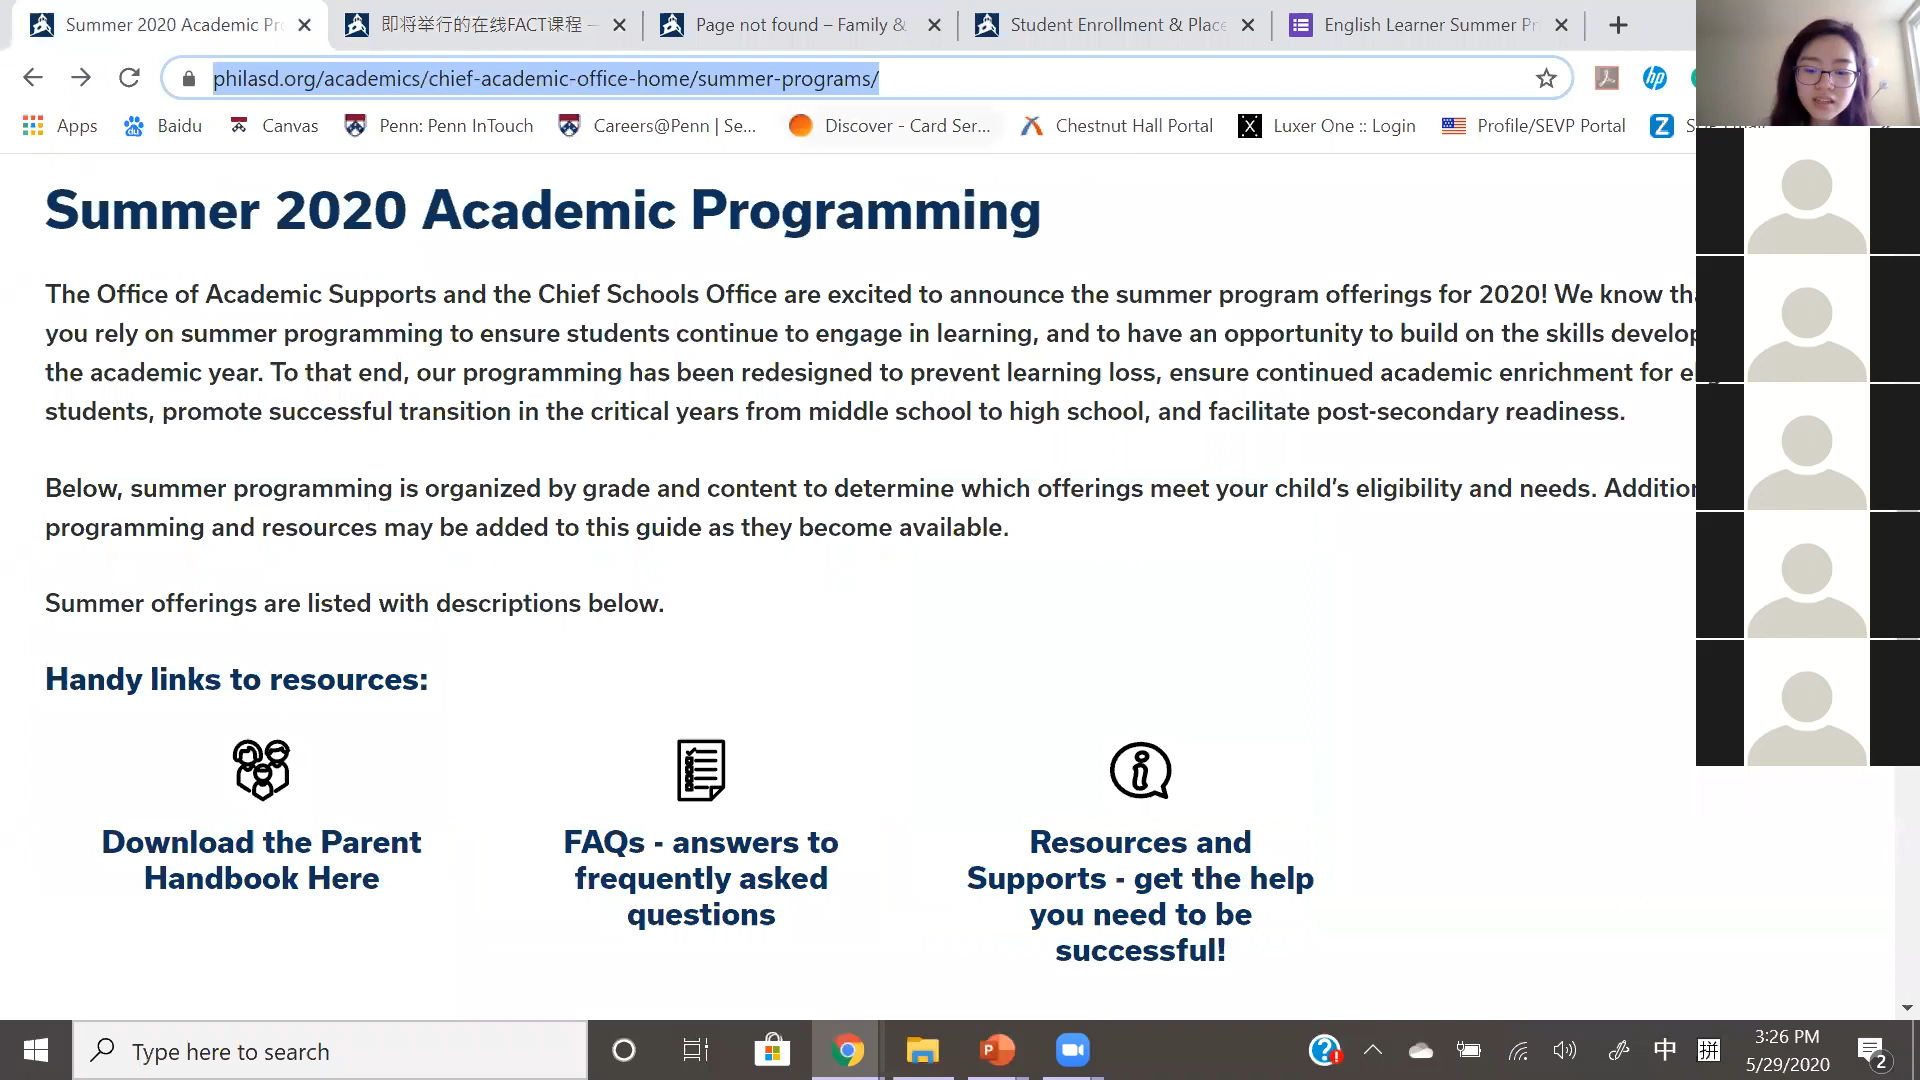 Summer 2020 Academic Pr
即将举行的在线FACT课程 –
Page not found – Family &
Student Enrollment & Place
English Learner Summer Pr
philasd.org/academics/chief-academic-office-home/summer-programs/
Apps
Baidu
Canvas
Penn: Penn InTouch
Careers@Penn | Se...
Discover - Card Ser...
Chestnut Hall Portal
Luxer One :: Login
Profile/SEVP Portal
Summer 2020 Academic Programming
The Office of Academic Supports and the Chief Schools Office are excited to announce the summer program offerings for 2020! We know tha
you rely on summer programming to ensure students continue to engage in learning, and to have an opportunity to build on the skills develop
the academic year. To that end, our programming has been redesigned to prevent learning loss, ensure continued academic enrichment for el
students, promote successful transition in the critical years from middle school to high school, and facilitate post-secondary readiness.
Below, summer programming is organized by grade and content to determine which offerings meet your child's eligibility and needs. Addition
programming and resources may be added to this guide as they become available.
Summer offerings are listed with descriptions below.
Handy links to resources:
Download the Parent
Handbook Here
FAQs - answers to
frequently asked
questions
Resources and
Supports - get the help
you need to be
successful!
Type here to search
中
拼
3:26 PM
5/29/2020
2